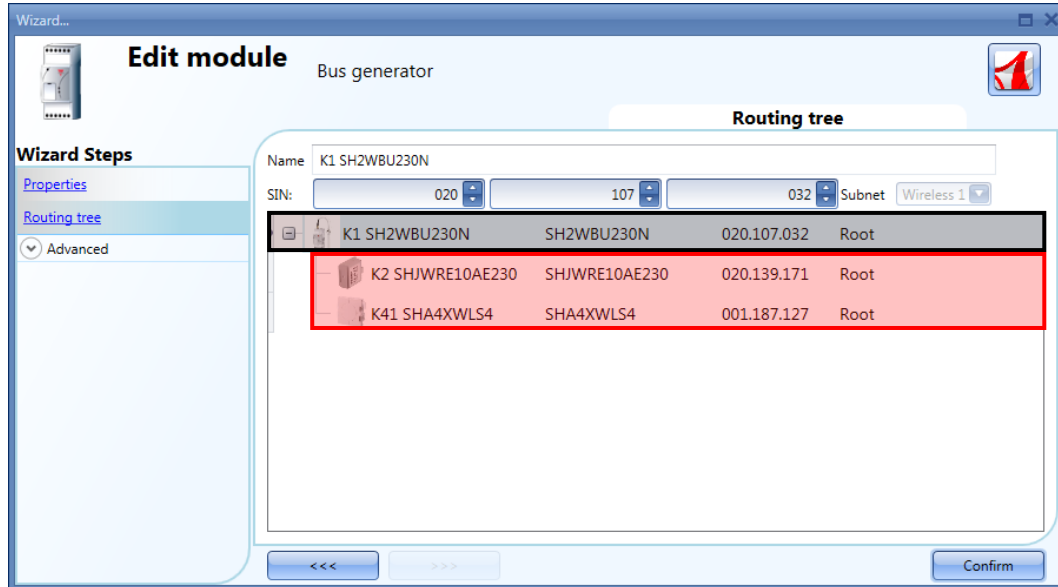 Wizard...
Edit module
Bus generator
Routing tree
Wizard Steps
Properties
Routing tree
Advanced
Name K1 SH2WBU230N
SIN: 020 107 032 Subnet Wireless 1
K1 SH2WBU230N SH2WBU230N 020.107.032 Root
K2 SHJWRE10AE230 SHJWRE10AE230 020.139.171 Root
K41 SHA4XWLS4 SHA4XWLS4 001.187.127 Root
<<< >>> Confirm